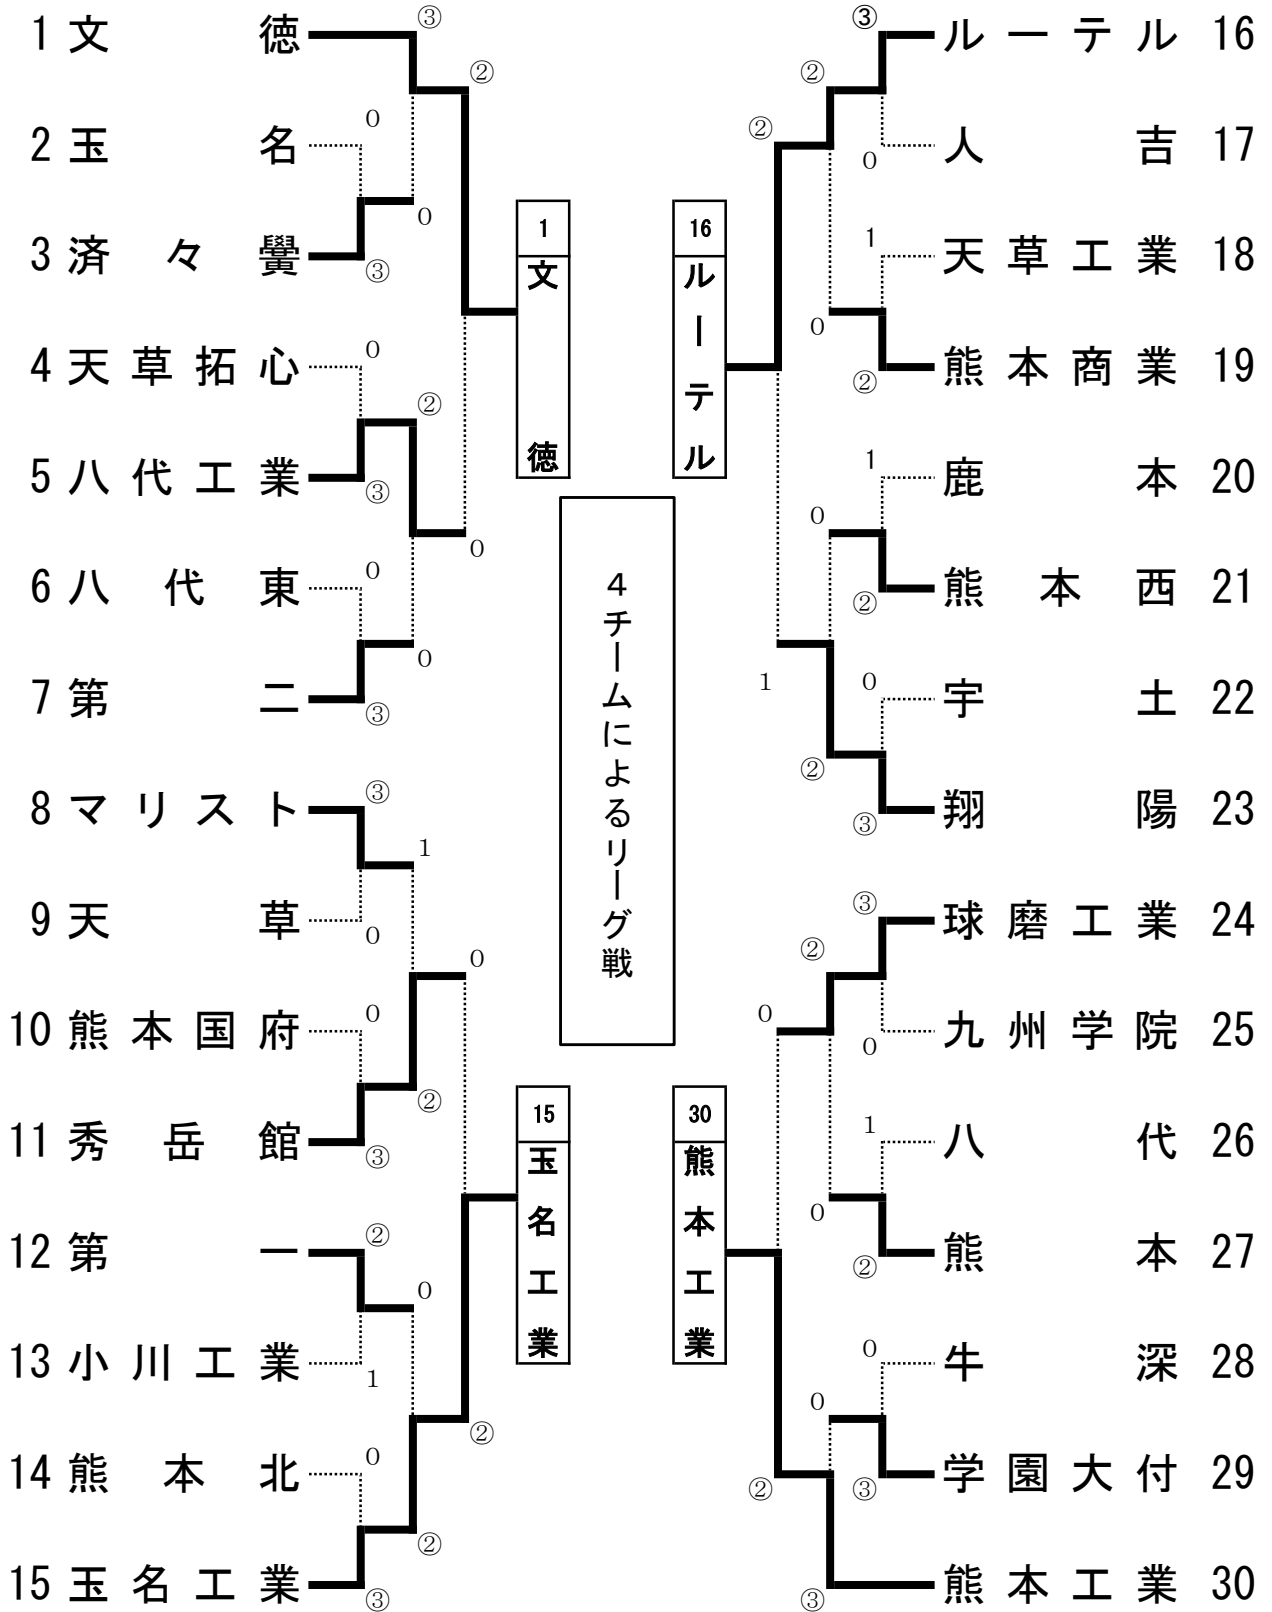 1 文徳
2 玉名
3 済々黌
4 天草拓心
5 八代工業
6 八代東
7 第二
8 マリスト
9 天草
10 熊本国府
11 秀岳館
12 第一
13 小川工業
14 熊本北
15 玉名工業
③
②
0
0
③
0
②
③
0
0
0
③
③
1
0
0
0
②
③
②
0
1
②
0
②
③
1
文徳
15
玉名工業
4チームによるリーグ戦
16
ルーテル
30
熊本工業
③
②
②
0
1
0
②
1
0
②
1
0
②
③
③
②
0
0
1
0
②
0
0
②
③
③
ルーテル 16
人吉 17
天草工業 18
熊本商業 19
鹿本 20
熊本西 21
宇土 22
翔陽 23
球磨工業 24
九州学院 25
八代 26
熊本 27
牛深 28
学園大付 29
熊本工業 30